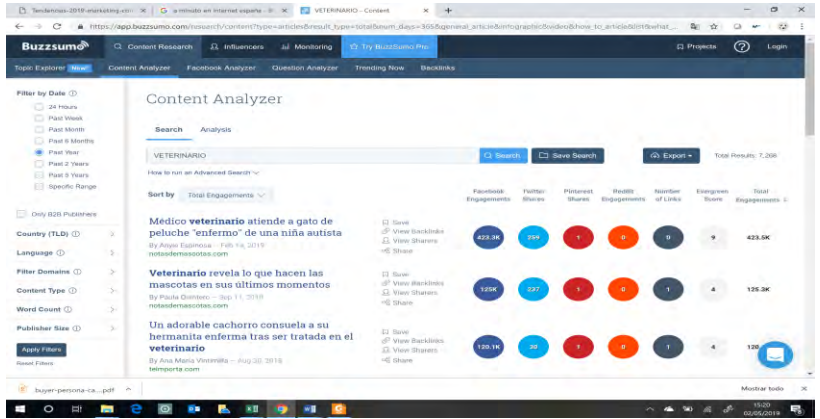 Tendencias-2019-marketing-onl
a minuto en internet españa
VETERINARIO - Content
https://app.buzzsumo.com/research/content?type=articles&result_type=total&num_days=365&general_article&infographic&video&how_to_article&list&what_...
Buzzsumo
Content Research
Influencers
Monitoring
Try BuzzSumo Pro
Projects
Login
Topic Explorer New!
Content Analyzer
Facebook Analyzer
Question Analyzer
Trending Now
Backlinks
Filter by Date
24 Hours
Past Week
Past Month
Past 6 Months
Past Year
Past 2 Years
Past 5 Years
Specific Range
Only B2B Publishers
Country (TLD)
Language
Filter Domains
Content Type
Word Count
Publisher Size
Apply Filters
Reset Filters
Content Analyzer
Search Analysis
VETERINARIO
Search
Save Search
Export
Total Results: 7,266
How to run an Advanced Search
Sort by Total Engagements
Facebook Engagements
Twitter Shares
Pinterest Shares
Reddit Engagements
Number of Links
Evergreen Score
Total Engagements
Médico veterinario atiende a gato de
peluche "enfermo" de una niña autista
By Angie Espinoza – Feb 14, 2019
notasdemascotas.com
Save
View Backlinks
View Sharers
Share
423.3K 259 1 0 0 9 423.5K
Veterinario revela lo que hacen las
mascotas en sus últimos momentos
By Paula Quintero – Sep 11, 2018
notasdemascotas.com
Save
View Backlinks
View Sharers
Share
125K 237 1 0 1 4 125.3K
Un adorable cachorro consuela a su
hermanita enferma tras ser tratada en el
veterinario
By Ana Maria Vintimilla – Aug 20, 2018
teimporta.com
Save
View Backlinks
View Sharers
Share
120.1K 30 1 0 1 4
buyer-persona-ca....pdf
Mostrar todo
15:20
02/05/2019